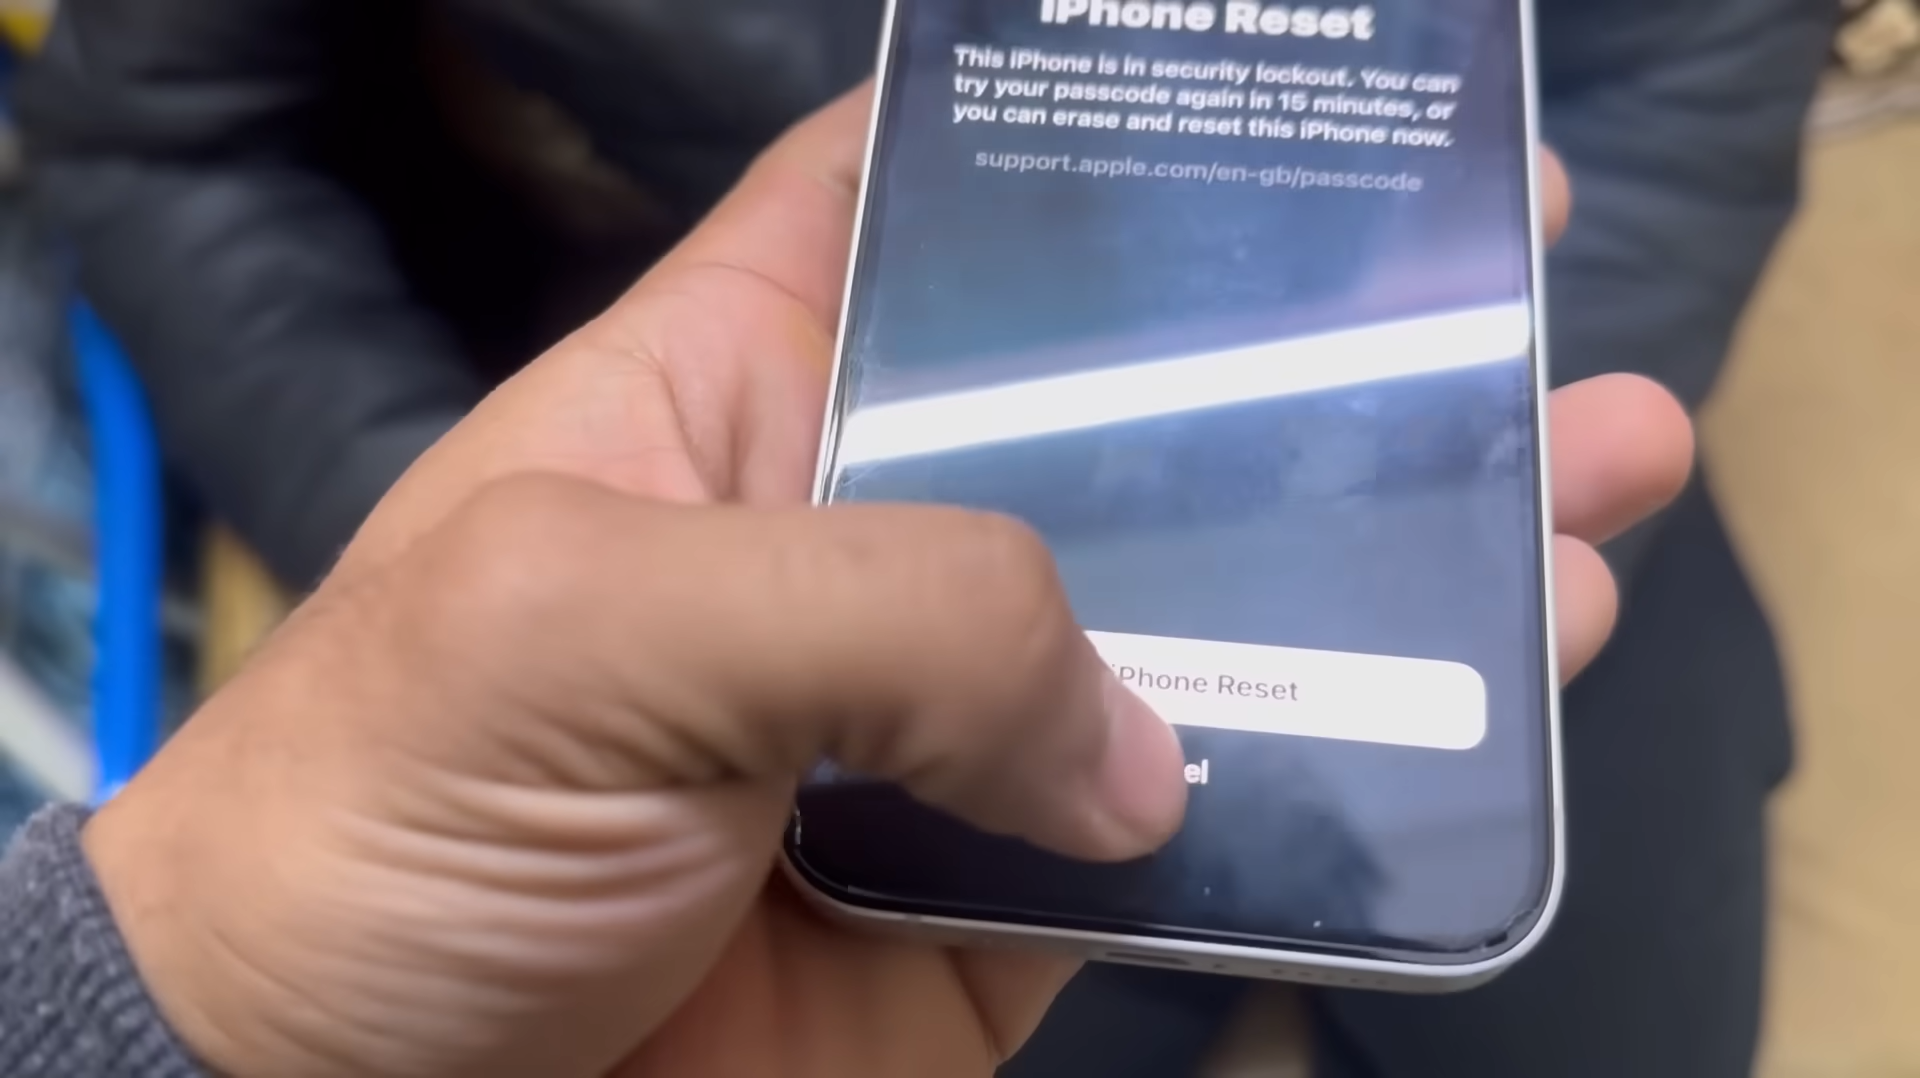 iPhone Reset
This iPhone is in security lockout. You can
try your passcode again in 15 minutes, or
you can erase and reset this iPhone now.
support.apple.com/en-gb/passcode
iPhone Reset
el